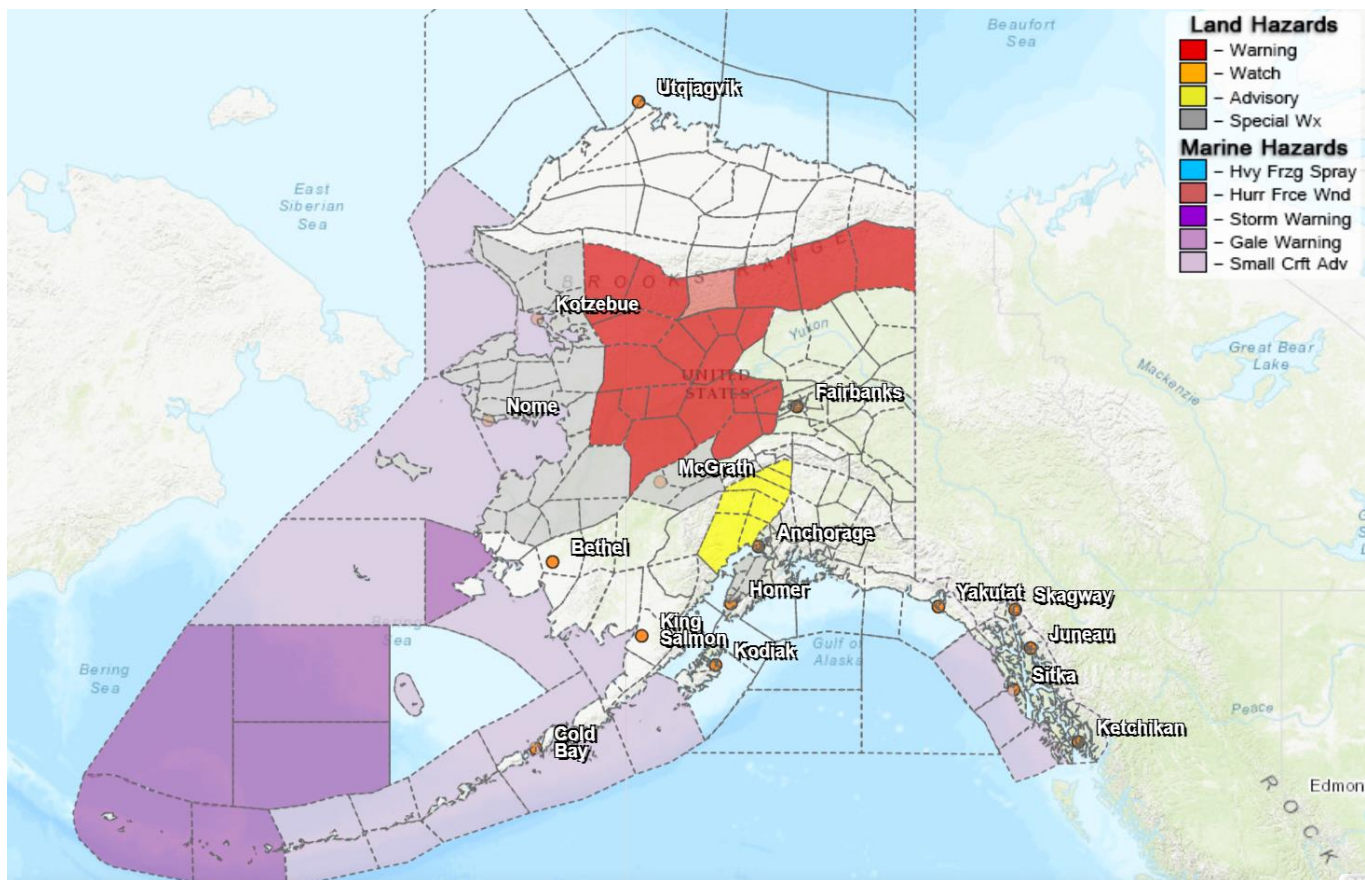 Beaufort
Sea
Land Hazards
– Warning
– Watch
– Advisory
– Special Wx
Marine Hazards
– Hvy Frzg Spray
– Hurr Frce Wnd
– Storm Warning
– Gale Warning
– Small Crft Adv
Utqiagvik
East
Siberian
Sea
BROOKS RANGE
Kotzebue
Yukon
Great Bear
Lake
Mackenzie
UNITED
STATES
Fairbanks
Nome
McGrath
Anchorage
Bethel
Homer
Yakutat
Skagway
King
Salmon
Juneau
Bering
Sea
Kodiak
Gulf of
Alaska
Bering
Sea
Sitka
Peace
Ketchikan
Cold
Bay
Edmon
ROCK